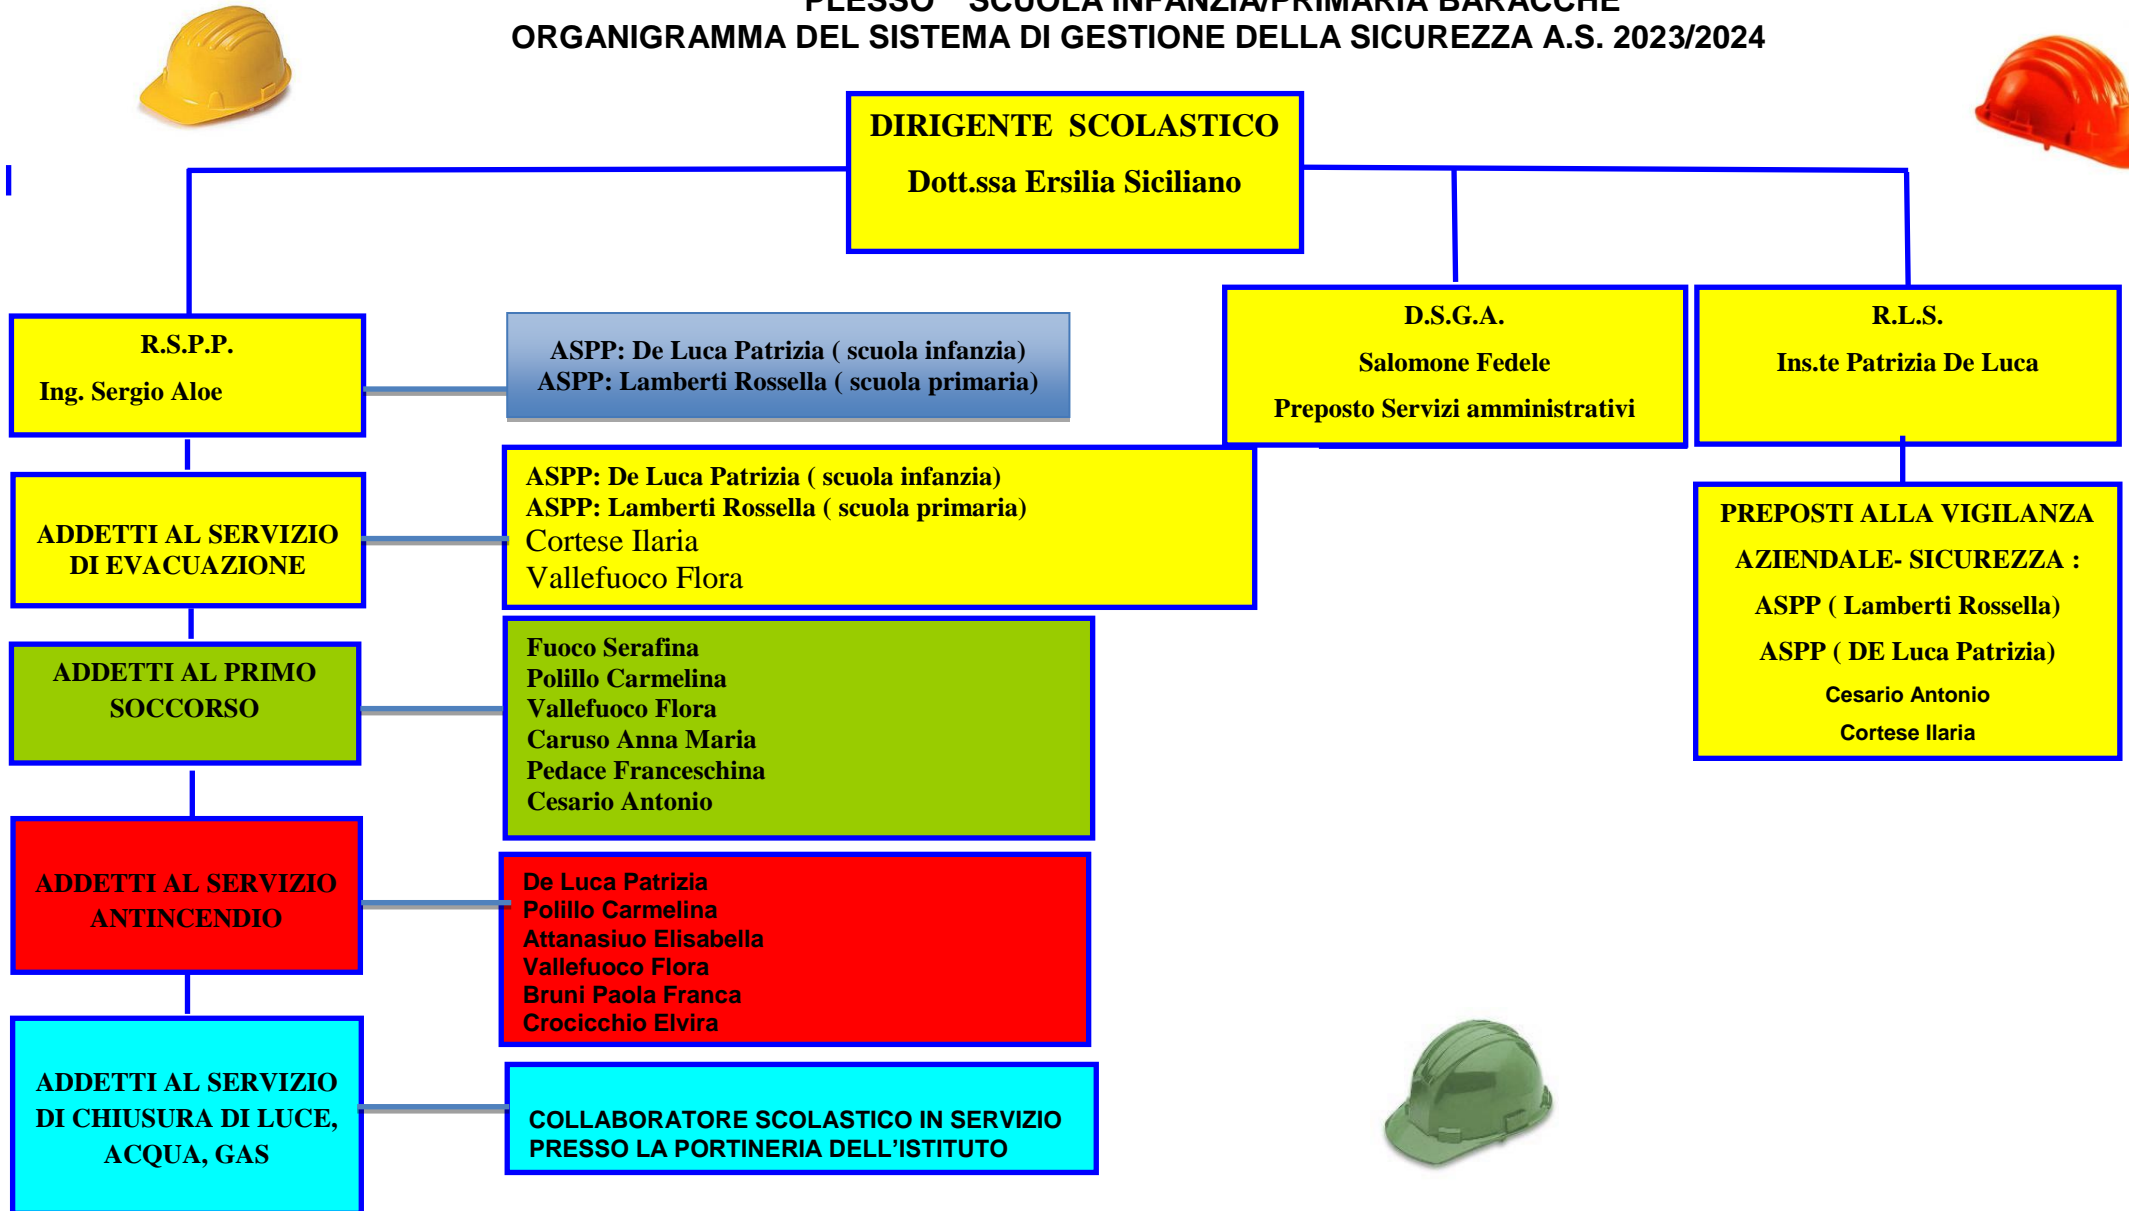 PLESSO SCUOLA INFANZIA/PRIMARIA BARACCHE
ORGANIGRAMMA DEL SISTEMA DI GESTIONE DELLA SICUREZZA A.S. 2023/2024
DIRIGENTE SCOLASTICO
Dott.ssa Ersilia Siciliano
R.S.P.P.
Ing. Sergio Aloe
ASPP: De Luca Patrizia ( scuola infanzia)
ASPP: Lamberti Rossella ( scuola primaria)
D.S.G.A.
Salomone Fedele
Preposto Servizi amministrativi
R.L.S.
Ins.te Patrizia De Luca
ADDETTI AL SERVIZIO
DI EVACUAZIONE
ASPP: De Luca Patrizia ( scuola infanzia)
ASPP: Lamberti Rossella ( scuola primaria)
Cortese Ilaria
Vallefuoco Flora
PREPOSTI ALLA VIGILANZA
AZIENDALE- SICUREZZA :
ASPP ( Lamberti Rossella)
ASPP ( DE Luca Patrizia)
Cesario Antonio
Cortese Ilaria
ADDETTI AL PRIMO
SOCCORSO
Fuoco Serafina
Polillo Carmelina
Vallefuoco Flora
Caruso Anna Maria
Pedace Franceschina
Cesario Antonio
ADDETTI AL SERVIZIO
ANTINCENDIO
De Luca Patrizia
Polillo Carmelina
Attanasiuo Elisabella
Vallefuoco Flora
Bruni Paola Franca
Crocicchio Elvira
ADDETTI AL SERVIZIO
DI CHIUSURA DI LUCE,
ACQUA, GAS
COLLABORATORE SCOLASTICO IN SERVIZIO
PRESSO LA PORTINERIA DELL’ISTITUTO